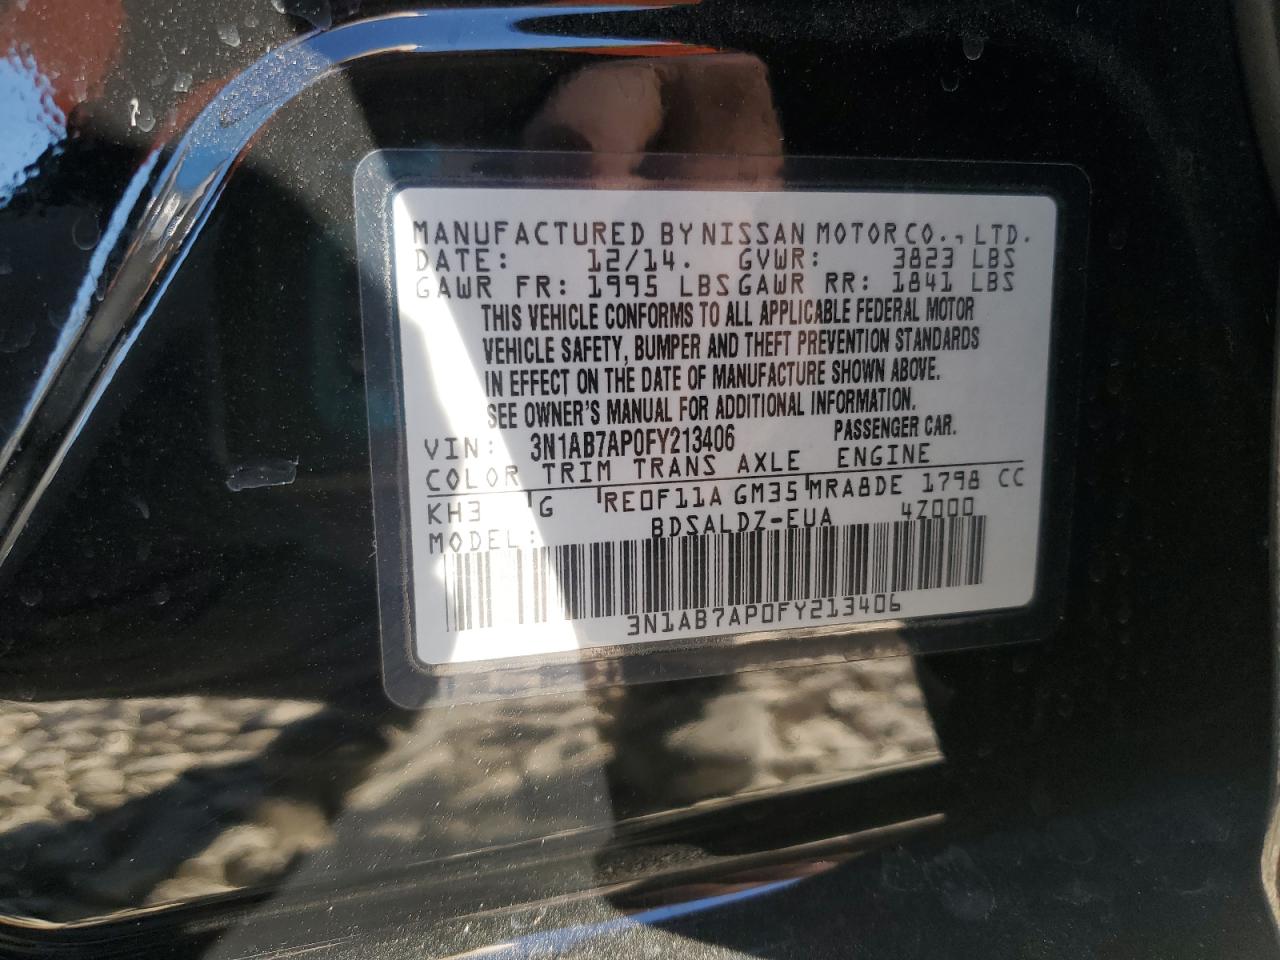 MANUFACTURED BY NISSAN MOTOR CO., LTD.
DATE: 12/14. GVWR: 3823 LBS
GAWR FR: 1995 LBS GAWR RR: 1841 LBS
THIS VEHICLE CONFORMS TO ALL APPLICABLE FEDERAL MOTOR
VEHICLE SAFETY, BUMPER AND THEFT PREVENTION STANDARDS
IN EFFECT ON THE DATE OF MANUFACTURE SHOWN ABOVE.
SEE OWNER'S MANUAL FOR ADDITIONAL INFORMATION.
VIN: 3N1AB7AP0FY213406 PASSENGER CAR.
COLOR TRIM TRANS AXLE ENGINE
KH3 G RE0F11A GM35 MRA8DE 1798 CC
MODEL: BDSALDZ-EUA 4Z000
3N1AB7AP0FY213406